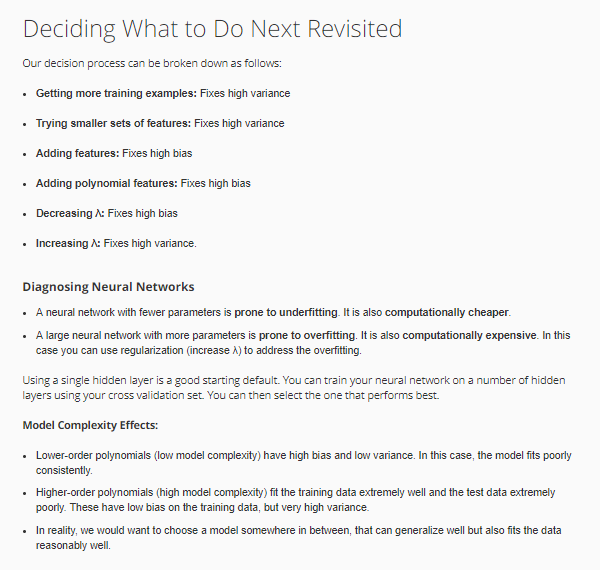 Deciding What to Do Next Revisited
Our decision process can be broken down as follows:
• Getting more training examples: Fixes high variance
• Trying smaller sets of features: Fixes high variance
• Adding features: Fixes high bias
• Adding polynomial features: Fixes high bias
• Decreasing λ: Fixes high bias
• Increasing λ: Fixes high variance.
Diagnosing Neural Networks
• A neural network with fewer parameters is prone to underfitting. It is also computationally cheaper.
• A large neural network with more parameters is prone to overfitting. It is also computationally expensive. In this
case you can use regularization (increase λ) to address the overfitting.
Using a single hidden layer is a good starting default. You can train your neural network on a number of hidden
layers using your cross validation set. You can then select the one that performs best.
Model Complexity Effects:
• Lower-order polynomials (low model complexity) have high bias and low variance. In this case, the model fits poorly
consistently.
• Higher-order polynomials (high model complexity) fit the training data extremely well and the test data extremely
poorly. These have low bias on the training data, but very high variance.
• In reality, we would want to choose a model somewhere in between, that can generalize well but also fits the data
reasonably well.